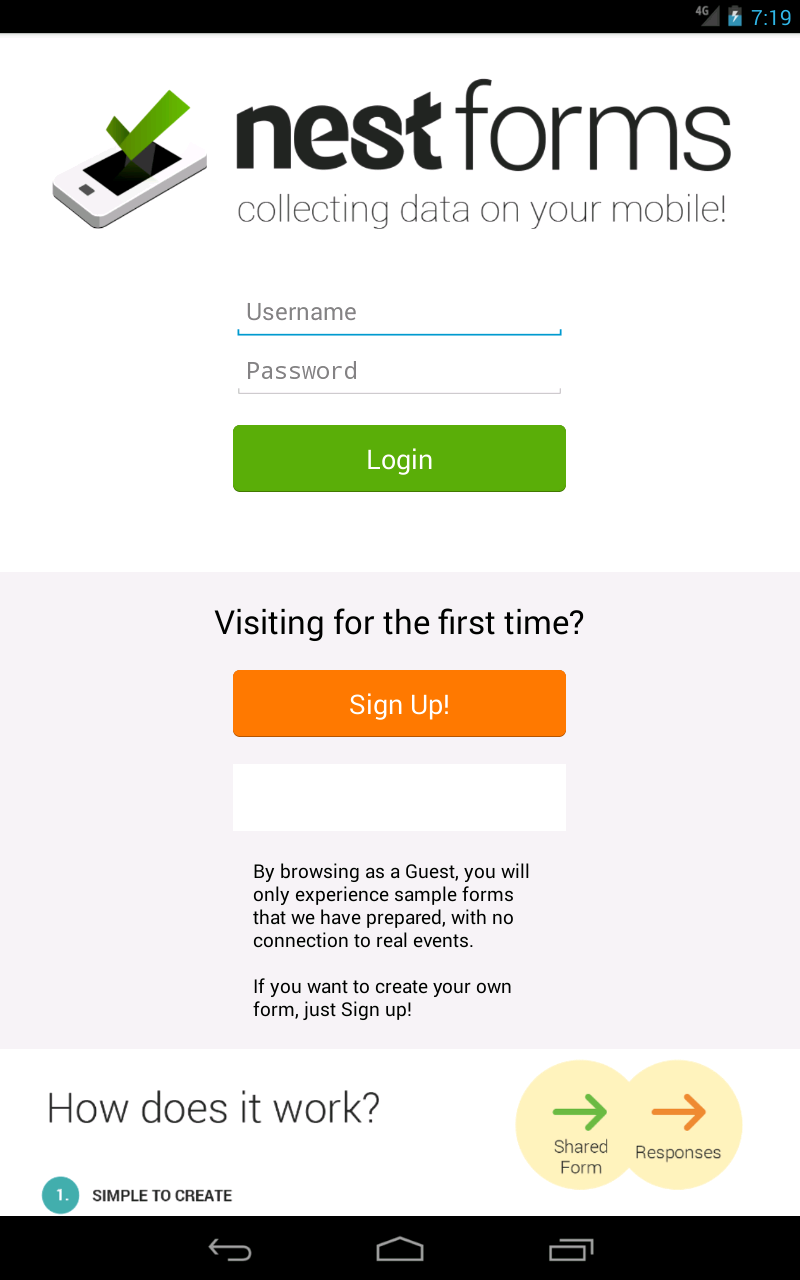 4G 7:19
nestforms
collecting data on your mobile!
Username
Password
Login
Visiting for the first time?
Sign Up!
By browsing as a Guest, you will
only experience sample forms
that we have prepared, with no
connection to real events.
If you want to create your own
form, just Sign up!
How does it work?
Shared
Form
Responses
1. SIMPLE TO CREATE